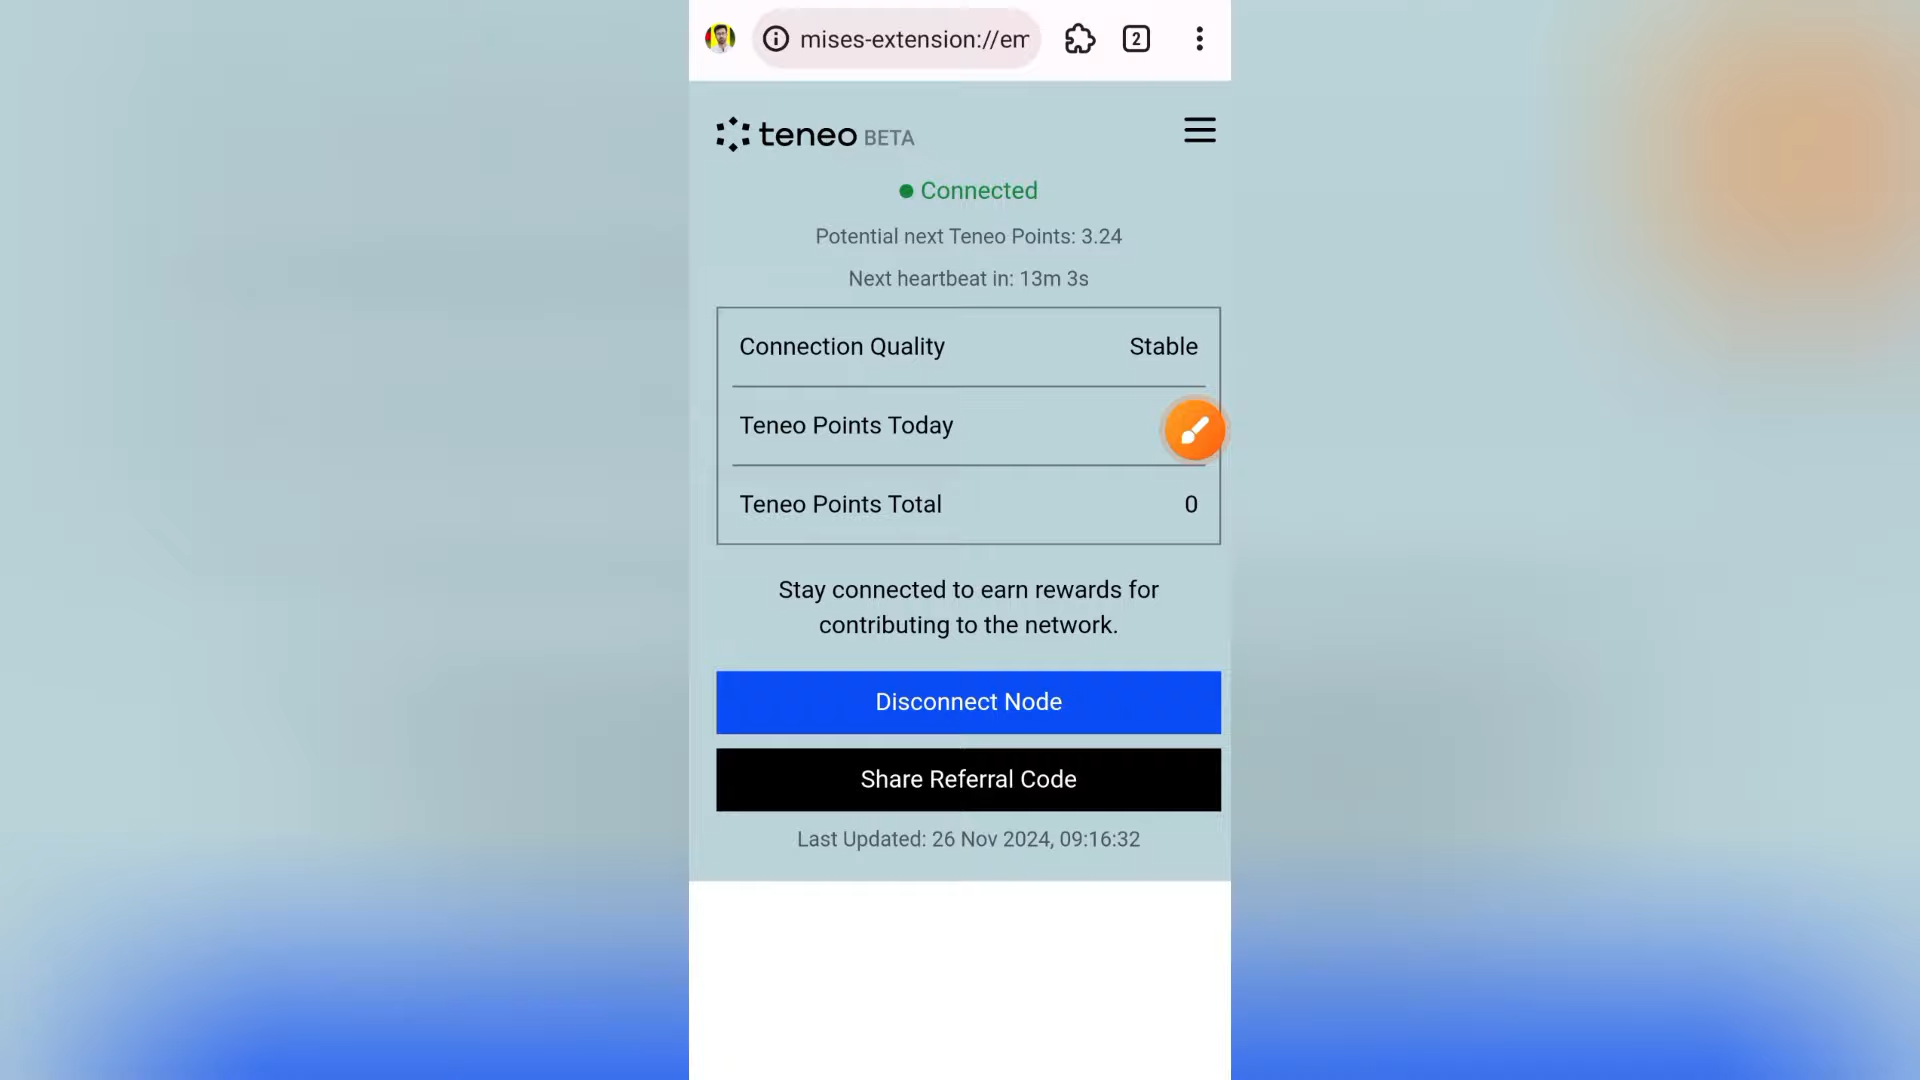 mises-extension://em
2
teneo BETA
Connected
Potential next Teneo Points: 3.24
Next heartbeat in: 13m 3s
Connection Quality Stable
Teneo Points Today
Teneo Points Total 0
Stay connected to earn rewards for
contributing to the network.
Disconnect Node
Share Referral Code
Last Updated: 26 Nov 2024, 09:16:32